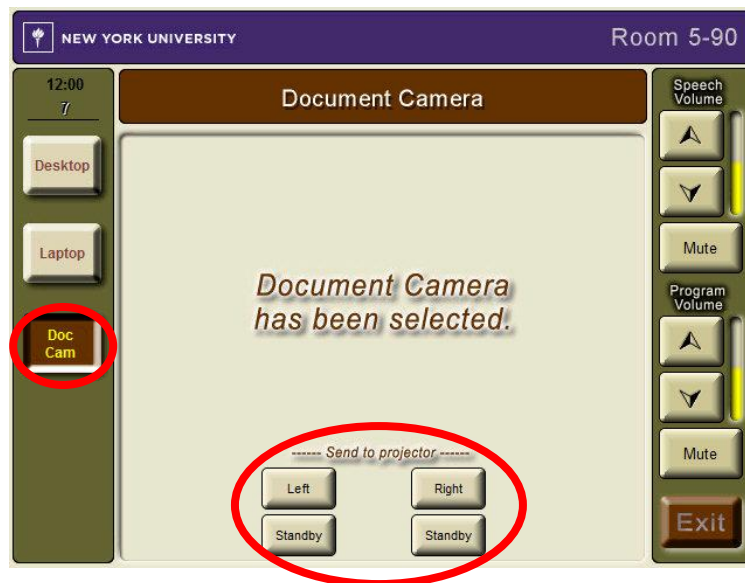 NEW YORK UNIVERSITY
Room 5-90
12:00
7
Document Camera
Desktop
Laptop
Doc
Cam
Document Camera
has been selected.
------ Send to projector ------
Left
Right
Standby
Standby
Speech
Volume
Mute
Program
Volume
Mute
Exit